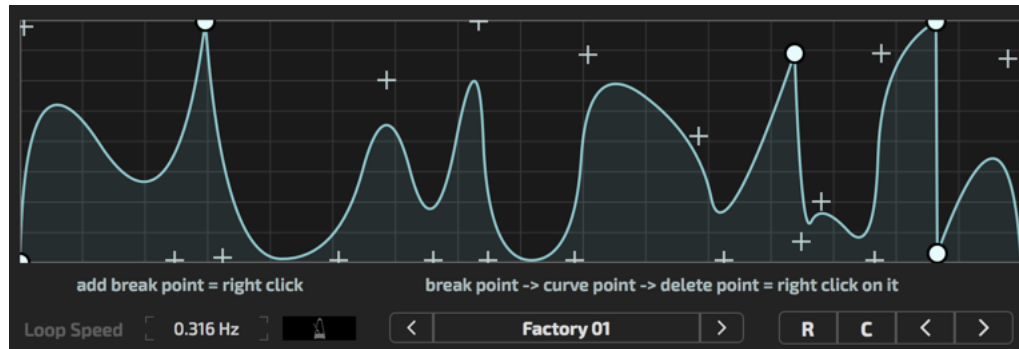 add break point = right click
break point -> curve point -> delete point = right click on it
Loop Speed
0.316 Hz
< Factory 01 >
R C < >